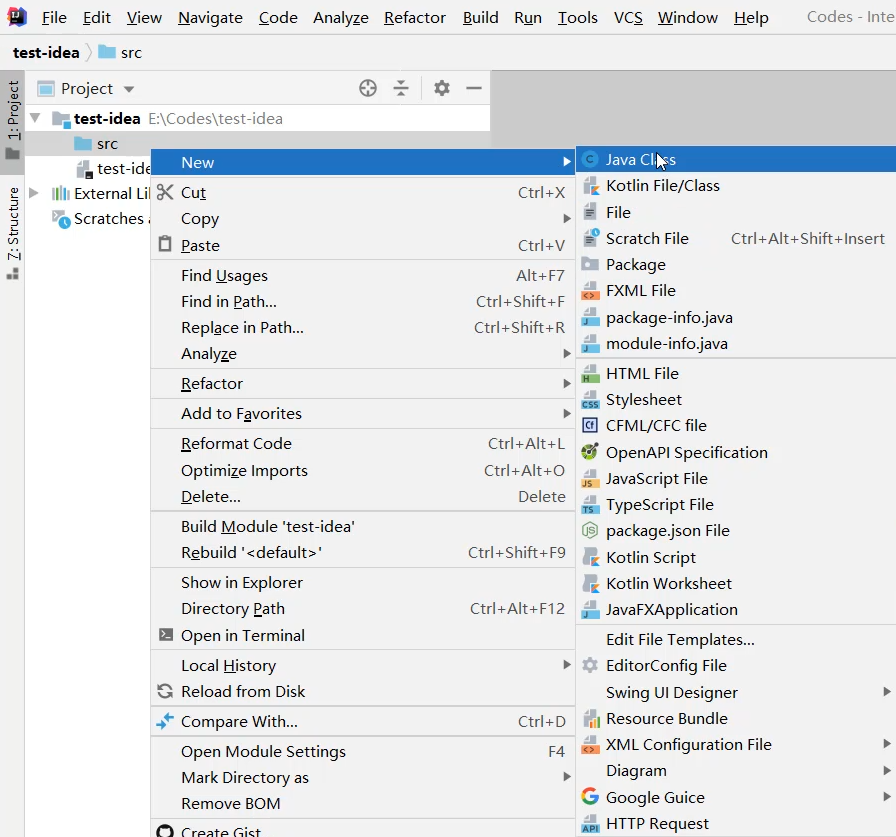 File Edit View Navigate Code Analyze Refactor Build Run Tools VCS Window Help Codes - Inte
test-idea src
1: Project
Project
test-idea E:\Codes\test-idea
src
test-ide
External Li
Scratches a
Z: Structure
New
Cut Ctrl+X
Copy
Paste Ctrl+V
Find Usages Alt+F7
Find in Path... Ctrl+Shift+F
Replace in Path... Ctrl+Shift+R
Analyze
Refactor
Add to Favorites
Reformat Code Ctrl+Alt+L
Optimize Imports Ctrl+Alt+O
Delete... Delete
Build Module 'test-idea'
Rebuild '<default>' Ctrl+Shift+F9
Show in Explorer
Directory Path Ctrl+Alt+F12
Open in Terminal
Local History
Reload from Disk
Compare With... Ctrl+D
Open Module Settings F4
Mark Directory as
Remove BOM
Create Gist
Java Class
Kotlin File/Class
File
Scratch File Ctrl+Alt+Shift+Insert
Package
FXML File
package-info.java
module-info.java
HTML File
Stylesheet
CFML/CFC file
OpenAPI Specification
JavaScript File
TypeScript File
package.json File
Kotlin Script
Kotlin Worksheet
JavaFXApplication
Edit File Templates...
EditorConfig File
Swing UI Designer
Resource Bundle
XML Configuration File
Diagram
Google Guice
HTTP Request